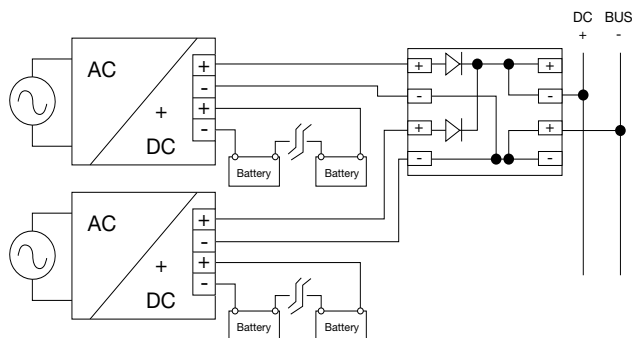 DC BUS
+ -
AC
+
DC
+
-
+
-
Battery
Battery
+
-
+
-
+
-
+
-
AC
+
DC
+
-
+
-
Battery
Battery